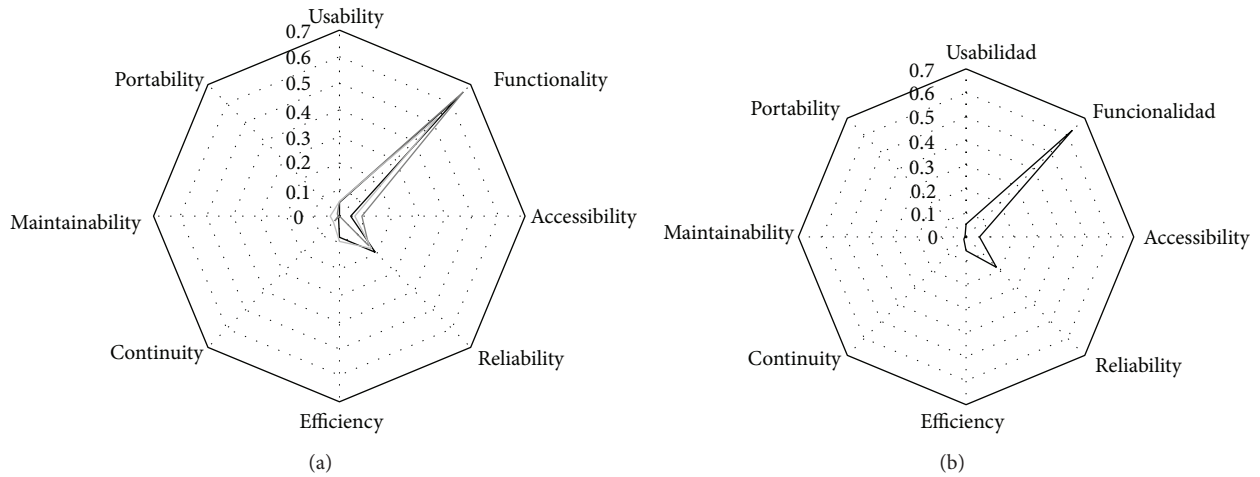 Usability
0.7
0.6
0.5
0.4
0.3
0.2
0.1
0
Functionality
Accessibility
Reliability
Efficiency
Continuity
Maintainability
Portability
(a)
Usabilidad
0.7
0.6
0.5
0.4
0.3
0.2
0.1
0
Funcionalidad
Accessibility
Reliability
Efficiency
Continuity
Maintainability
Portability
(b)